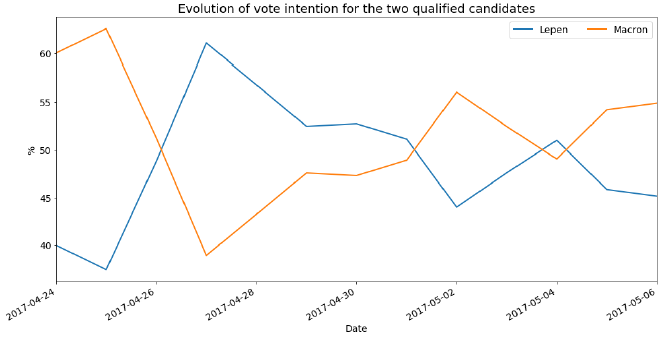 Evolution of vote intention for the two qualified candidates
Lepen Macron
60
55
50
45
40
%
2017-04-24 2017-04-26 2017-04-28 2017-04-30 2017-05-02 2017-05-04 2017-05-06
Date